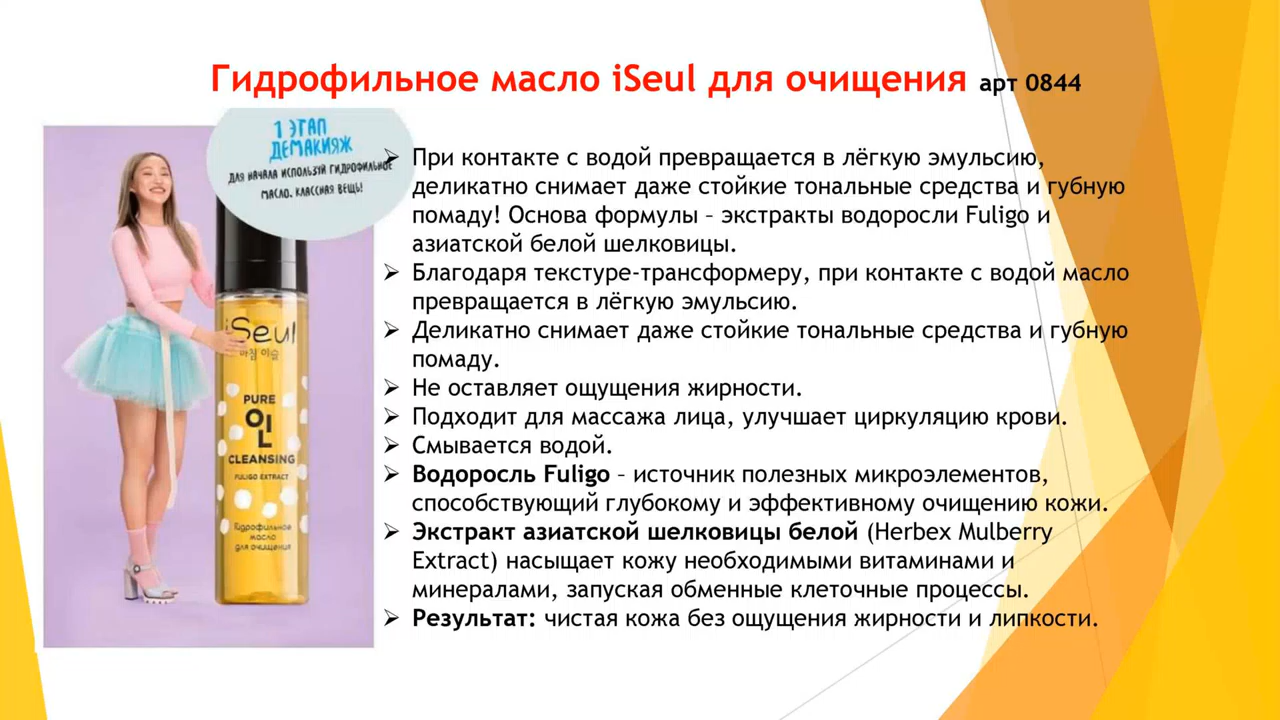 Гидрофильное масло iSeul для очищения арт 0844
1 ЭТАП
ДЕМАКИЯЖ
ДЛЯ НАЧАЛА ИСПОЛЬЗУЙ ГИДРОФИЛЬНОЕ
МАСЛО. КЛАССНАЯ ВЕЩЬ!
iSeul
아침 이슬
PURE
OIL
CLEANSING
FULIGO EXTRACT
Гидрофильное
масло
для очищения
➢ При контакте с водой превращается в лёгкую эмульсию,
деликатно снимает даже стойкие тональные средства и губную
помаду! Основа формулы – экстракты водоросли Fuligo и
азиатской белой шелковицы.
➢ Благодаря текстуре-трансформеру, при контакте с водой масло
превращается в лёгкую эмульсию.
➢ Деликатно снимает даже стойкие тональные средства и губную
помаду.
➢ Не оставляет ощущения жирности.
➢ Подходит для массажа лица, улучшает циркуляцию крови.
➢ Смывается водой.
➢ Водоросль Fuligo – источник полезных микроэлементов,
способствующий глубокому и эффективному очищению кожи.
➢ Экстракт азиатской шелковицы белой (Herbex Mulberry
Extract) насыщает кожу необходимыми витаминами и
минералами, запуская обменные клеточные процессы.
➢ Результат: чистая кожа без ощущения жирности и липкости.